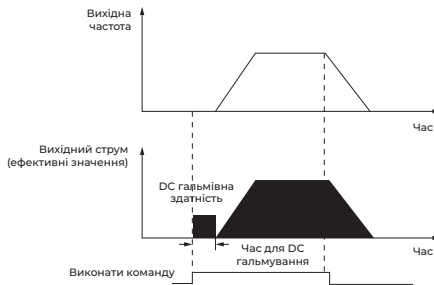 Вихідна
частота
Час
Вихідний струм
(ефективні значення)
DC гальмівна
здатність
Час
Час для DC
гальмування
Виконати команду